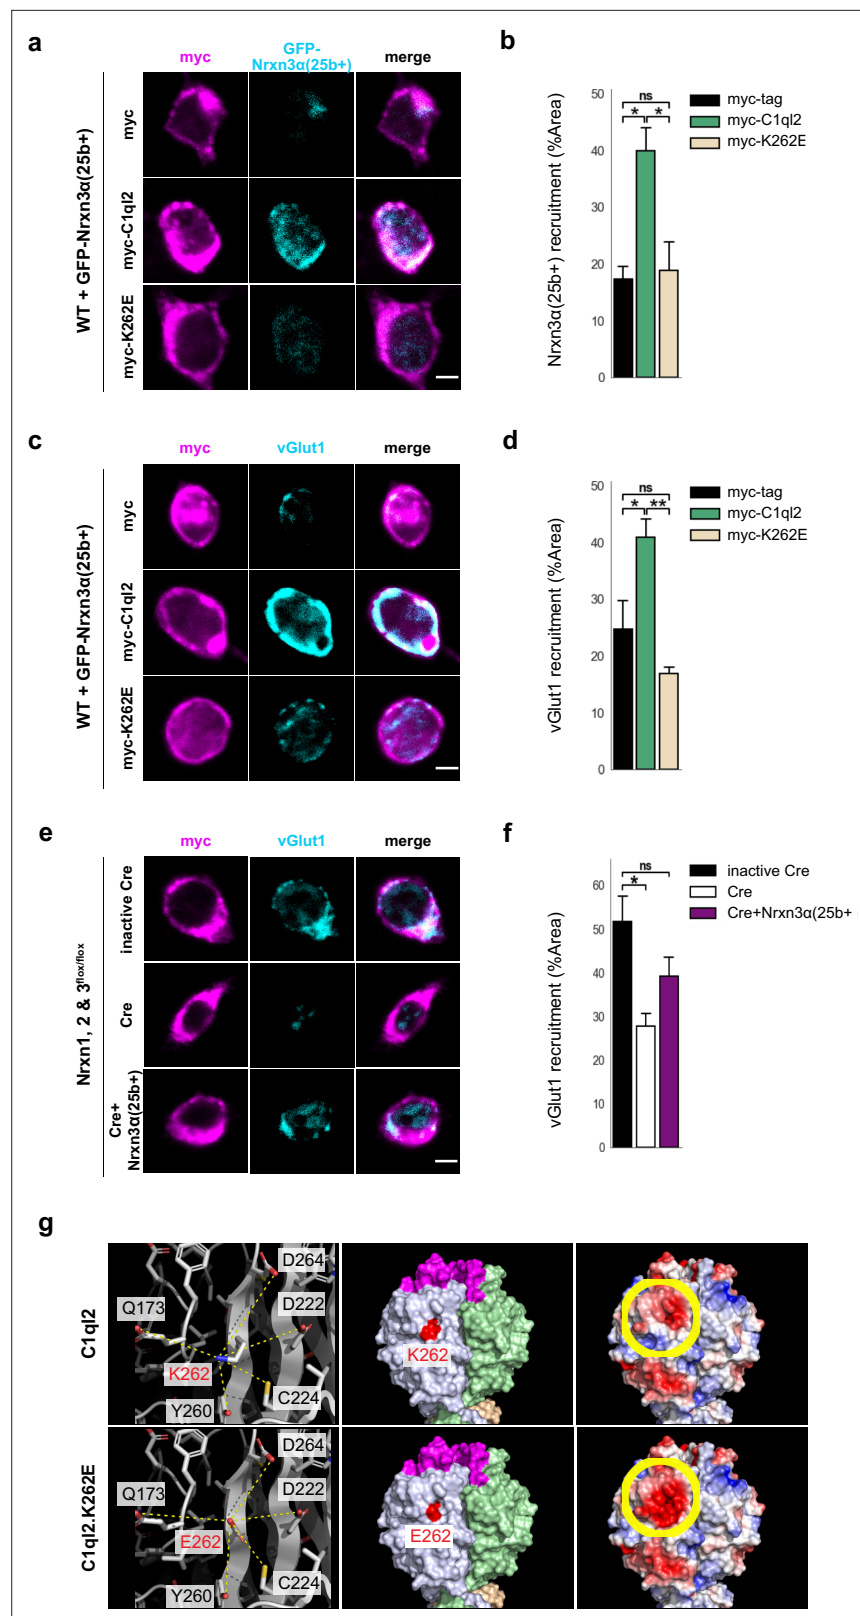 a
myc
GFP-
Nrxn3α(25b+)
merge
WT + GFP-Nrxn3α(25b+)
myc
myc-C1ql2
myc-K262E
b
Nrxn3α(25b+) recruitment (%Area)
50
40
30
20
10
0
ns
*
*
myc-tag
myc-C1ql2
myc-K262E
c
myc
vGlut1
merge
WT + GFP-Nrxn3α(25b+)
myc
myc-C1ql2
myc-K262E
d
vGlut1 recruitment (%Area)
50
40
30
20
10
0
ns
*
**
myc-tag
myc-C1ql2
myc-K262E
e
myc
vGlut1
merge
Nrxn1, 2 & 3flox/flox
inactive Cre
Cre
Cre+
Nrxn3α(25b+)
f
vGlut1 recruitment (%Area)
60
50
40
30
20
10
0
ns
*
inactive Cre
Cre
Cre+Nrxn3α(25b+
g
C1ql2
D264
Q173
D222
K262
Y260
C224
K262
C1ql2.K262E
D264
Q173
D222
E262
Y260
C224
E262